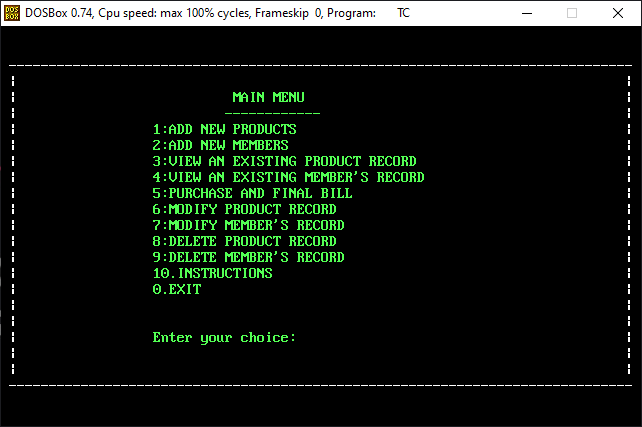 DOS BOX DOSBox 0.74, Cpu speed: max 100% cycles, Frameskip 0, Program: TC
MAIN MENU
------------
1:ADD NEW PRODUCTS
2:ADD NEW MEMBERS
3:VIEW AN EXISTING PRODUCT RECORD
4:VIEW AN EXISTING MEMBER'S RECORD
5:PURCHASE AND FINAL BILL
6:MODIFY PRODUCT RECORD
7:MODIFY MEMBER'S RECORD
8:DELETE PRODUCT RECORD
9:DELETE MEMBER'S RECORD
10.INSTRUCTIONS
0.EXIT
Enter your choice: